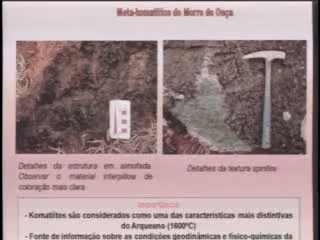 Meta-komatiítos do Morro da Onça
Detalhes da estrutura em almofada.
Observar o material interpillow de
coloração mais clara
Detalhes da textura spinifex
Importância
- Komatiítos são considerados como uma das características mais distintivas
do Arqueano (1600ºC)
- Fonte de informação sobre as condições geodinâmicas e físico-químicas da